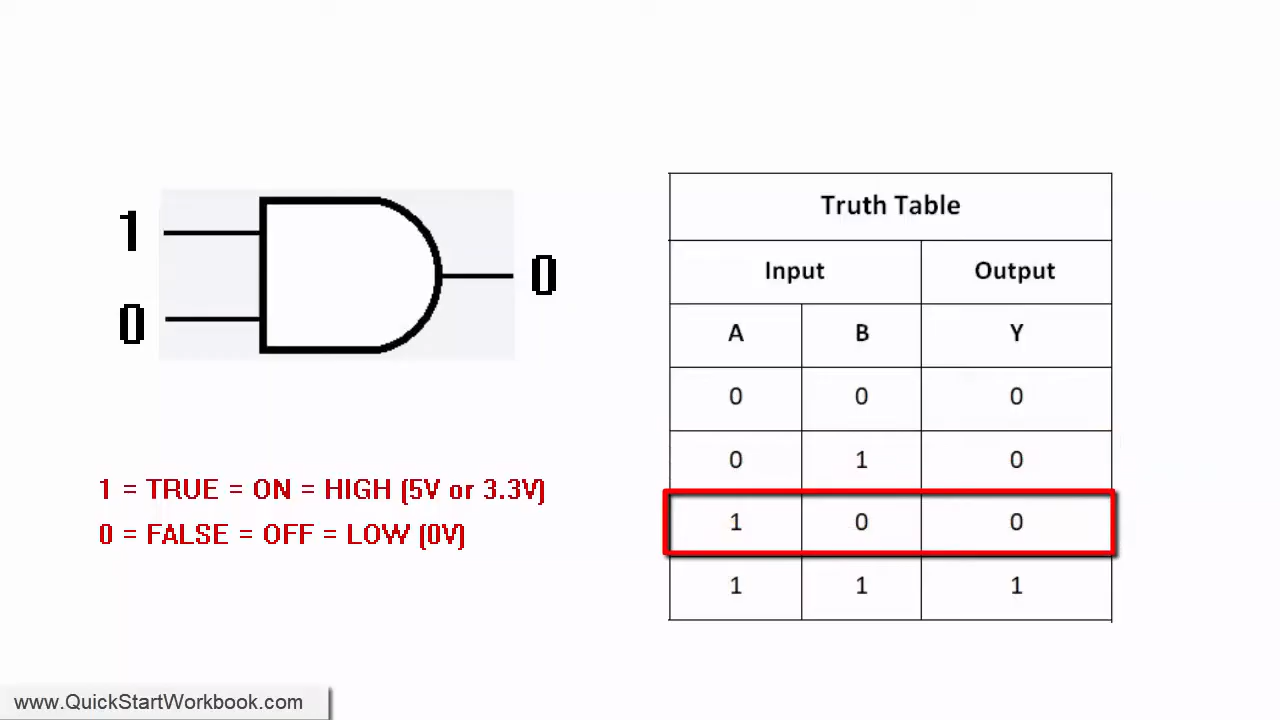 1
0
0
1 = TRUE = ON = HIGH (5V or 3.3V)
0 = FALSE = OFF = LOW (0V)
Truth Table
Input Output
A B Y
0 0 0
0 1 0
1 0 0
1 1 1
www.QuickStartWorkbook.com